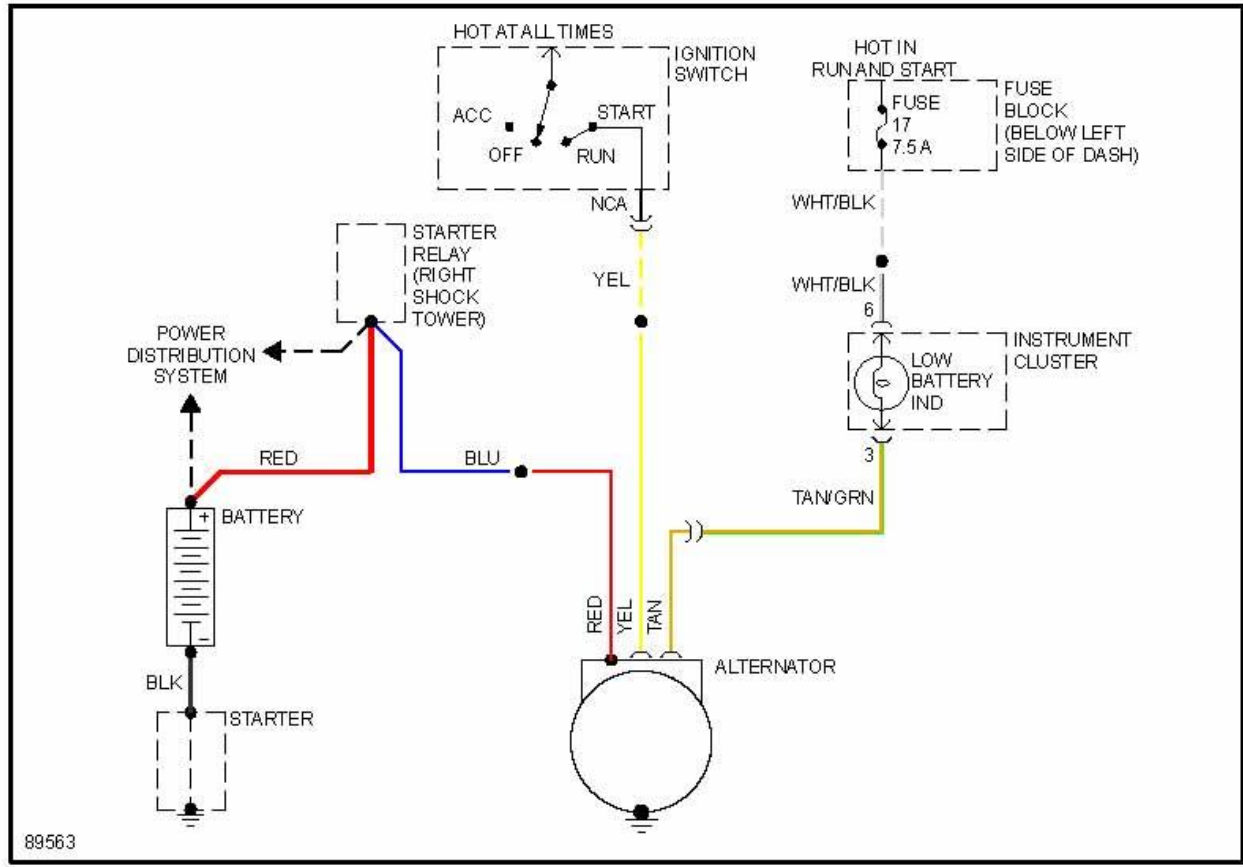 HOT AT ALL TIMES
IGNITION
SWITCH
ACC
OFF
START
RUN
NCA
HOT IN
RUN AND START
FUSE
17
7.5 A
FUSE
BLOCK
(BELOW LEFT
SIDE OF DASH)
WHT/BLK
WHT/BLK
6
INSTRUMENT
CLUSTER
LOW
BATTERY
IND
3
TAN/GRN
STARTER
RELAY
(RIGHT
SHOCK
TOWER)
POWER
DISTRIBUTION
SYSTEM
YEL
RED
BLU
+
BATTERY
−
BLK
STARTER
RED
YEL
TAN
ALTERNATOR
89563